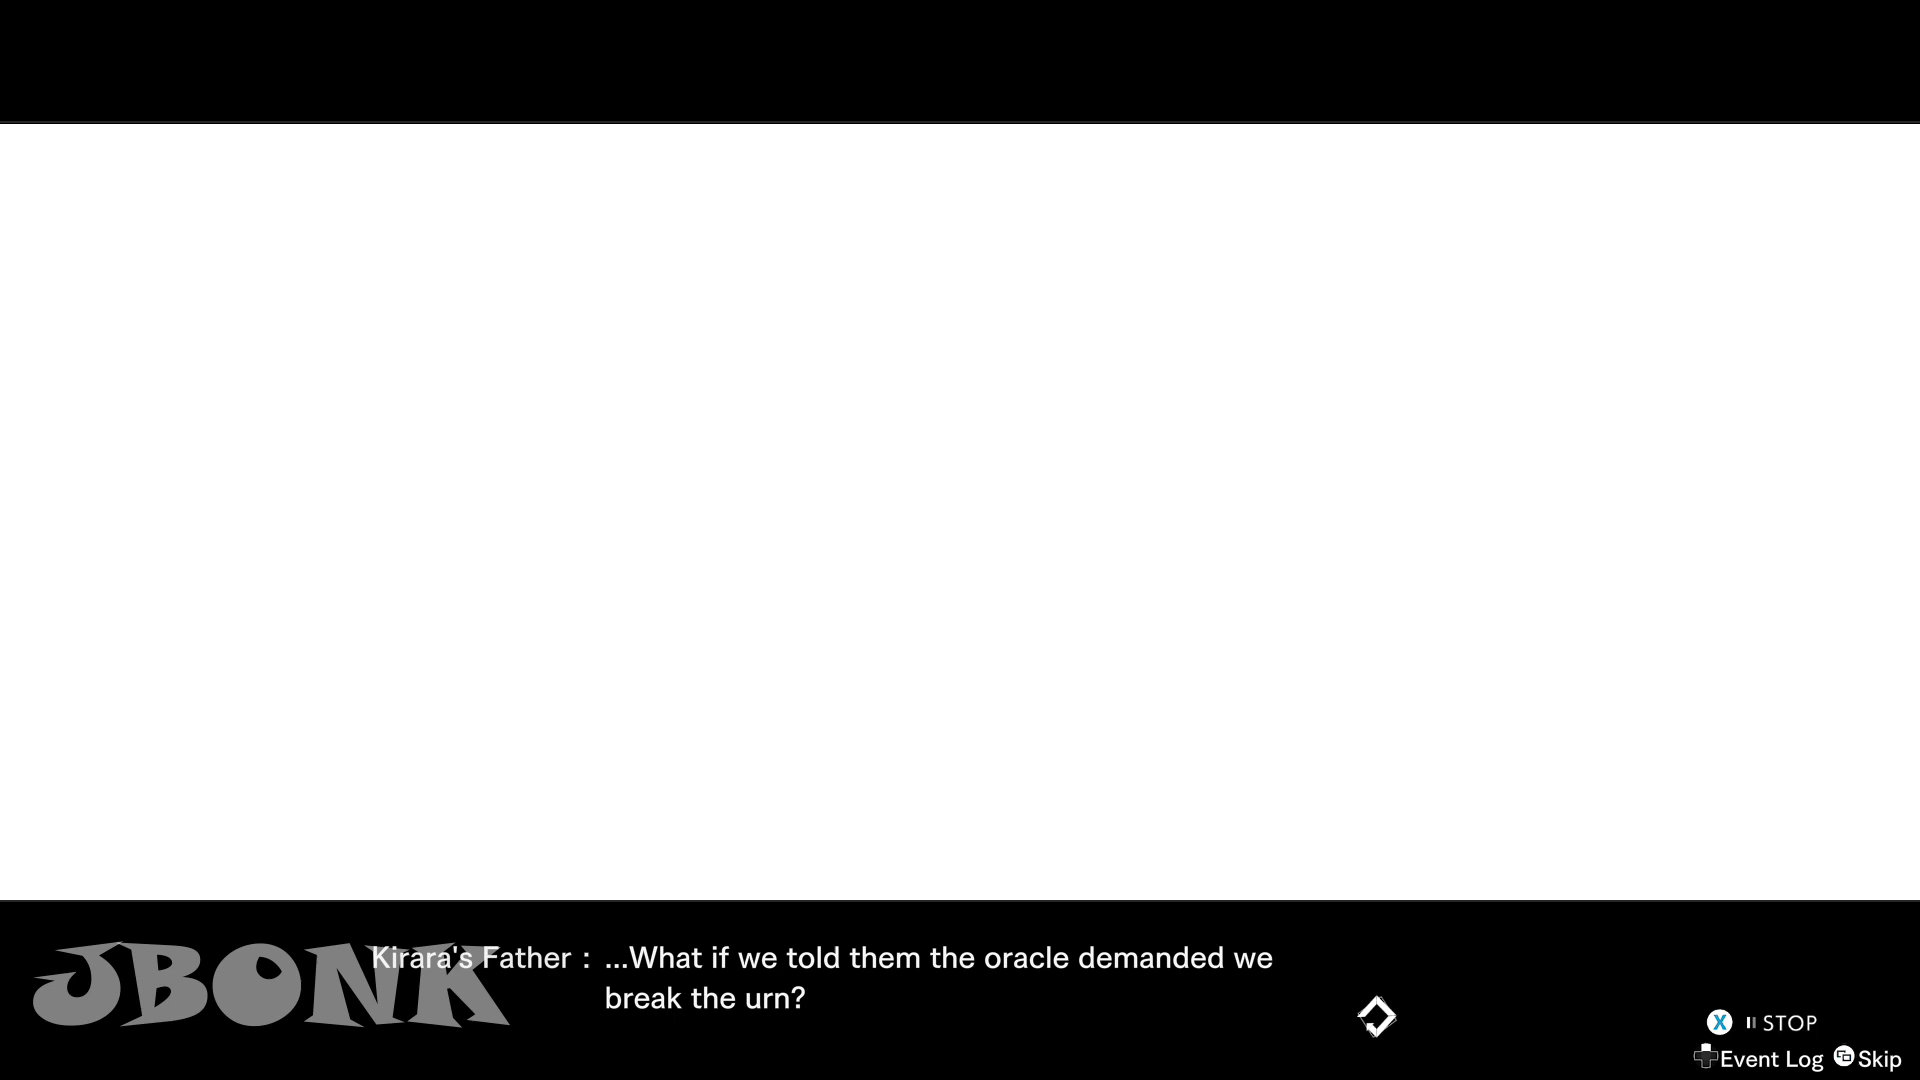 JBONK
Kirara's Father : ...What if we told them the oracle demanded we
break the urn?
X STOP
Event Log Skip